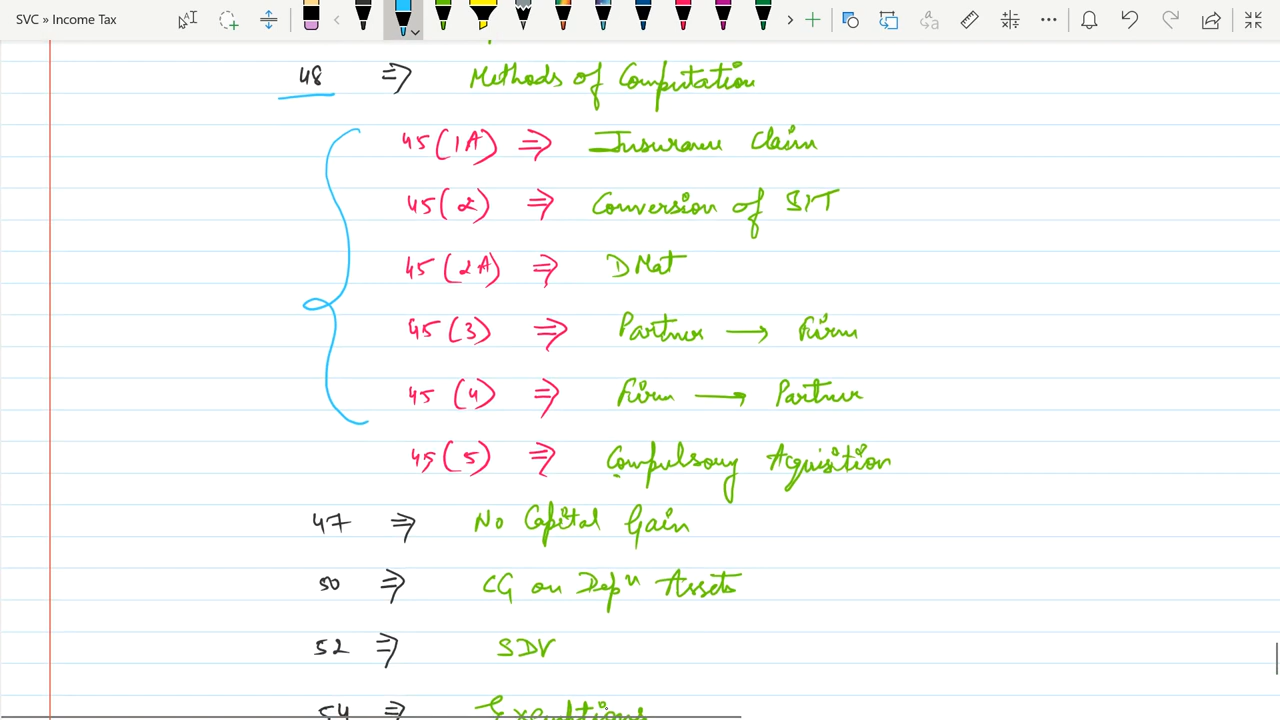 SVC » Income Tax
48 ⇒ Methods of Computation
45(1A) ⇒ Insurance Claim
45(2) ⇒ Conversion of SIT
45(2A) ⇒ DMat
45(3) ⇒ Partner → Firm
45(4) ⇒ Firm → Partner
45(5) ⇒ Compulsory Acquisition
47 ⇒ No Capital Gain
50 ⇒ CG on Depn Assets
52 ⇒ SDV
54 ⇒ Exemptions